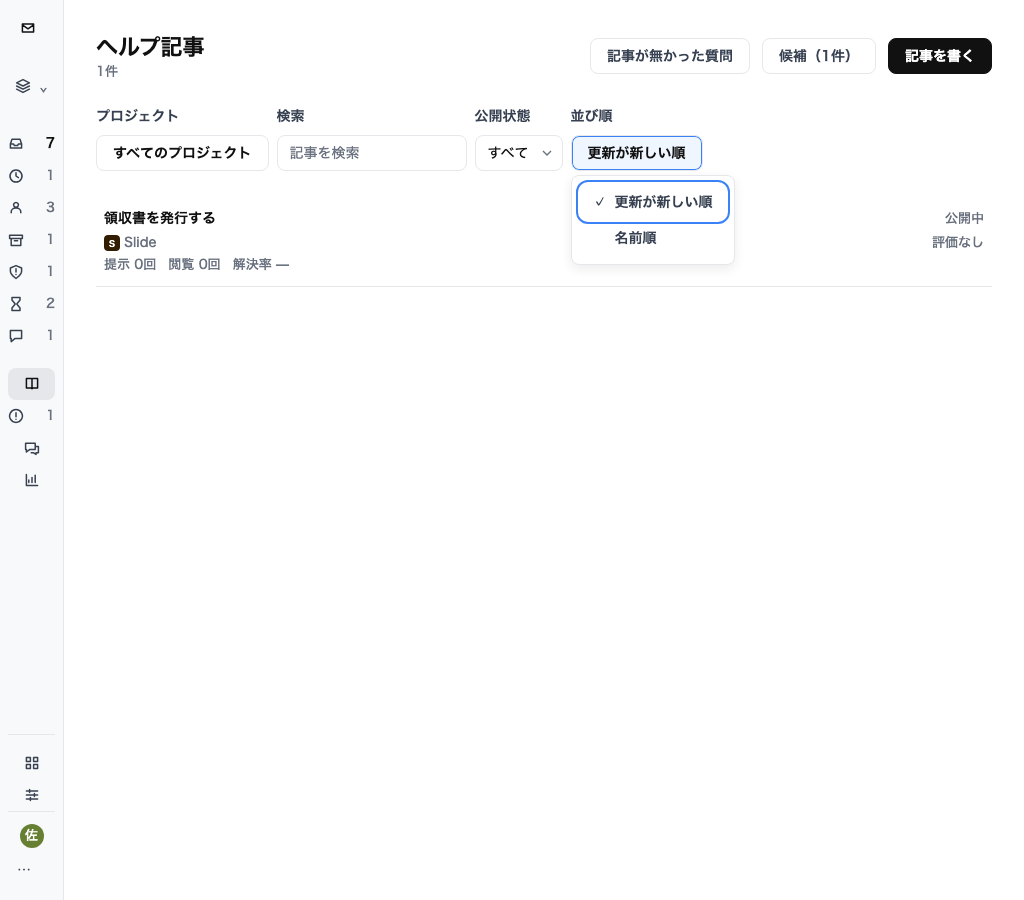 ヘルプ記事
1件
記事が無かった質問
候補（1件）
記事を書く
プロジェクト
検索
公開状態
並び順
すべてのプロジェクト
記事を検索
すべて
更新が新しい順
✓ 更新が新しい順
名前順
領収書を発行する
公開中
S Slide
評価なし
提示 0回 閲覧 0回 解決率 —
7
1
3
1
1
2
1
1
佐
…